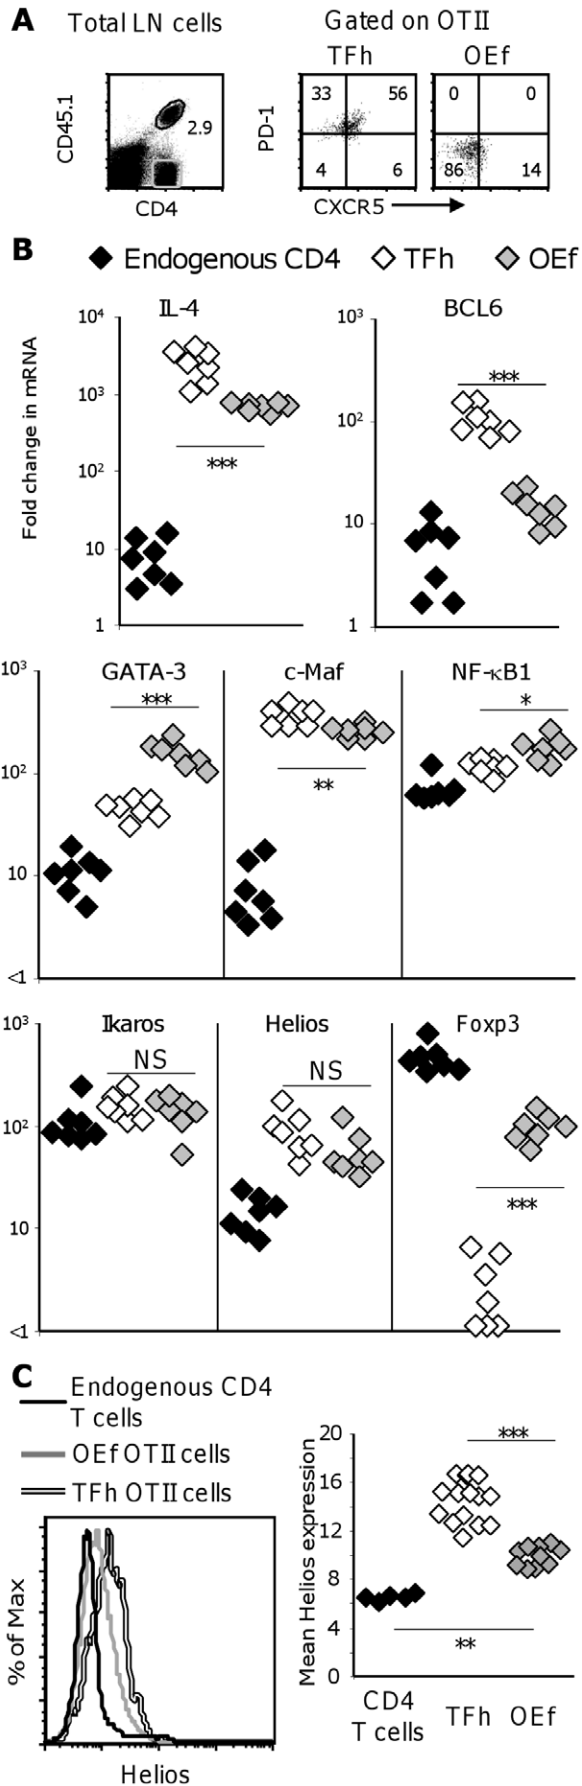 A
Total LN cells
Gated on OTII
TFh
OEf
CD45.1
2.9
CD4
PD-1
33
56
4
6
0
0
86
14
CXCR5
B
Endogenous CD4
TFh
OEf
IL-4
BCL6
Fold change in mRNA
10⁴
10³
10²
10
1
***
10³
10²
10
1
***
GATA-3
c-Maf
NF-κB1
10³
10²
10
<1
***
**
*
Ikaros
Helios
Foxp3
10³
10²
10
<1
NS
NS
***
C
Endogenous CD4
T cells
OEf OTII cells
TFh OTII cells
% of Max
Helios
Mean Helios expression
20
16
12
8
4
0
***
**
CD4
T cells
TFh
OEf